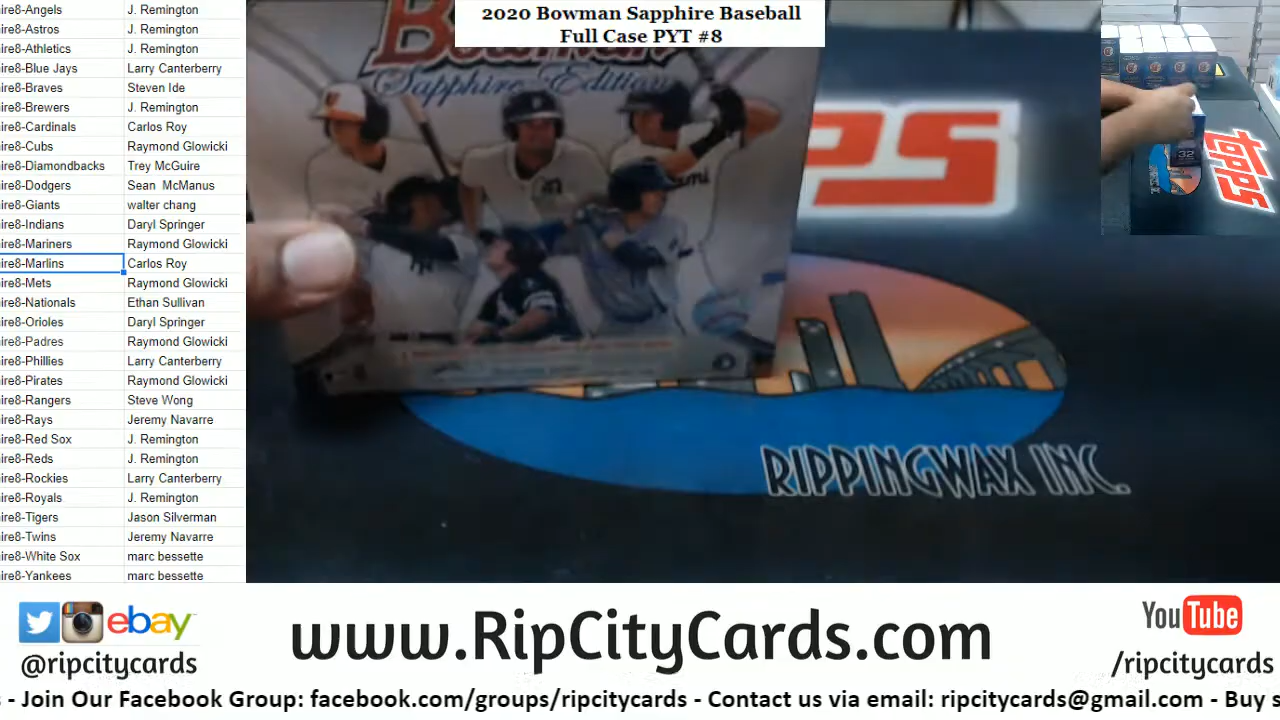 2020 Bowman Sapphire Baseball
Full Case PYT #8
ire8-Angels J. Remington
ire8-Astros J. Remington
ire8-Athletics J. Remington
ire8-Blue Jays Larry Canterberry
ire8-Braves Steven Ide
ire8-Brewers J. Remington
ire8-Cardinals Carlos Roy
ire8-Cubs Raymond Glowicki
ire8-Diamondbacks Trey McGuire
ire8-Dodgers Sean McManus
ire8-Giants walter chang
ire8-Indians Daryl Springer
ire8-Mariners Raymond Glowicki
ire8-Marlins Carlos Roy
ire8-Mets Raymond Glowicki
ire8-Nationals Ethan Sullivan
ire8-Orioles Daryl Springer
ire8-Padres Raymond Glowicki
ire8-Phillies Larry Canterberry
ire8-Pirates Raymond Glowicki
ire8-Rangers Steve Wong
ire8-Rays Jeremy Navarre
ire8-Red Sox J. Remington
ire8-Reds J. Remington
ire8-Rockies Larry Canterberry
ire8-Royals J. Remington
ire8-Tigers Jason Silverman
ire8-Twins Jeremy Navarre
ire8-White Sox marc bessette
ire8-Yankees marc bessette
Bowman
Sapphire Edition
PS
RIPPINGWAX INC.
32
topps
ebay
@ripcitycards
www.RipCityCards.com
YouTube
/ripcitycards
s - Join Our Facebook Group: facebook.com/groups/ripcitycards - Contact us via email: ripcitycards@gmail.com - Buy s